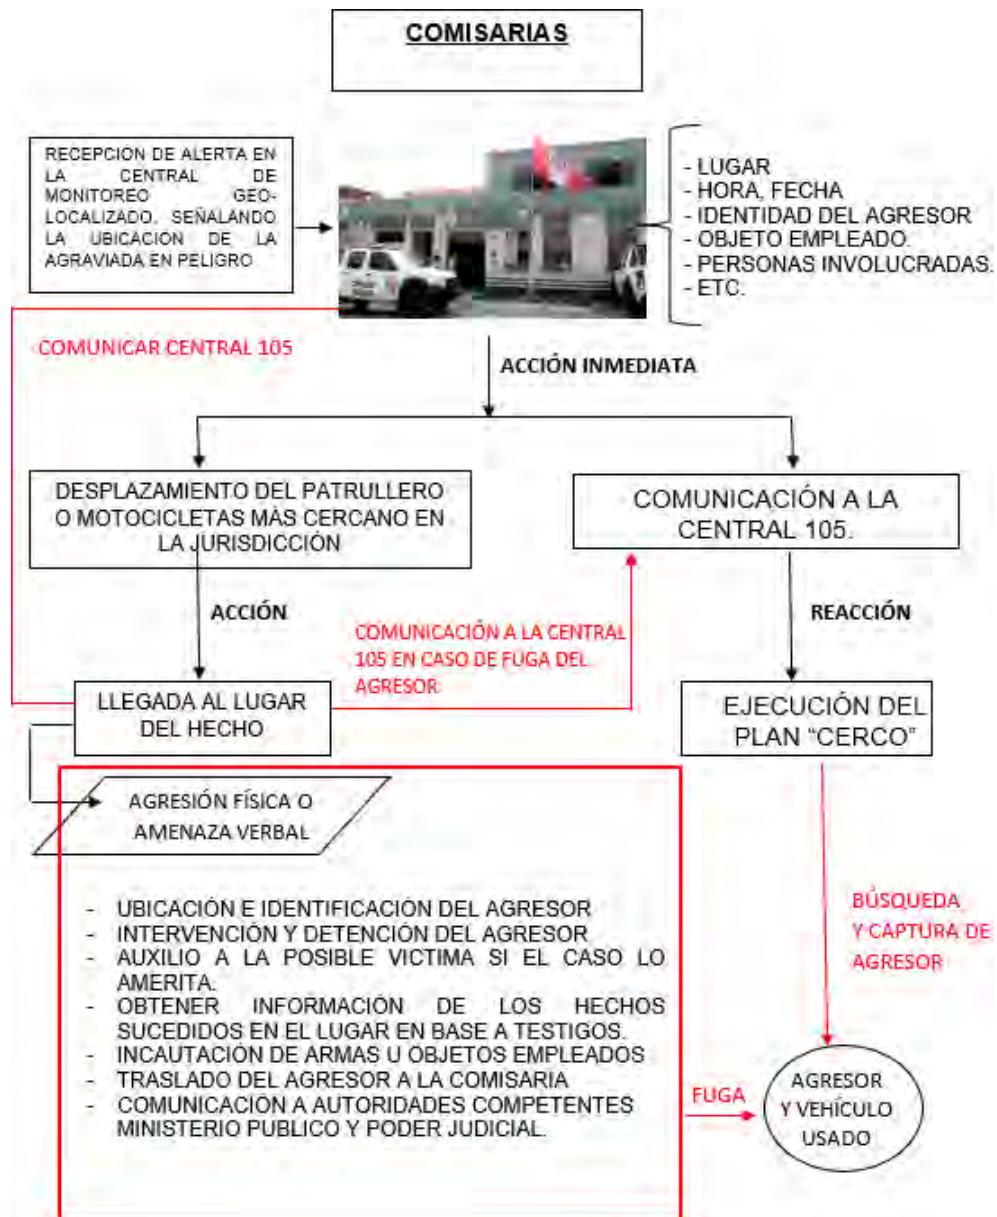 COMISARIAS
RECEPCION DE ALERTA EN
LA CENTRAL DE
MONITOREO GEO-
LOCALIZADO, SEÑALANDO
LA UBICACIÓN DE LA
AGRAVIADA EN PELIGRO
- LUGAR
- HORA, FECHA
- IDENTIDAD DEL AGRESOR
- OBJETO EMPLEADO.
- PERSONAS INVOLUCRADAS.
- ETC.
COMUNICAR CENTRAL 105
ACCIÓN INMEDIATA
DESPLAZAMIENTO DEL PATRULLERO
O MOTOCICLETAS MÀS CERCANO EN
LA JURISDICCIÓN
COMUNICACIÓN A LA
CENTRAL 105.
ACCIÓN
COMUNICACIÓN A LA CENTRAL
105 EN CASO DE FUGA DEL
AGRESOR
REACCIÓN
LLEGADA AL LUGAR
DEL HECHO
EJECUCIÓN DEL
PLAN “CERCO”
AGRESIÓN FÍSICA O
AMENAZA VERBAL
- UBICACIÓN E IDENTIFICACIÓN DEL AGRESOR
- INTERVENCIÓN Y DETENCIÓN DEL AGRESOR
- AUXILIO A LA POSIBLE VICTIMA SI EL CASO LO
AMERITA.
- OBTENER INFORMACIÓN DE LOS HECHOS
SUCEDIDOS EN EL LUGAR EN BASE A TESTIGOS.
- INCAUTACIÓN DE ARMAS U OBJETOS EMPLEADOS
- TRASLADO DEL AGRESOR A LA COMISARÍA
- COMUNICACIÓN A AUTORIDADES COMPETENTES
MINISTERIO PUBLICO Y PODER JUDICIAL.
BÚSQUEDA
Y CAPTURA DE
AGRESOR
FUGA
AGRESOR
Y VEHÍCULO
USADO